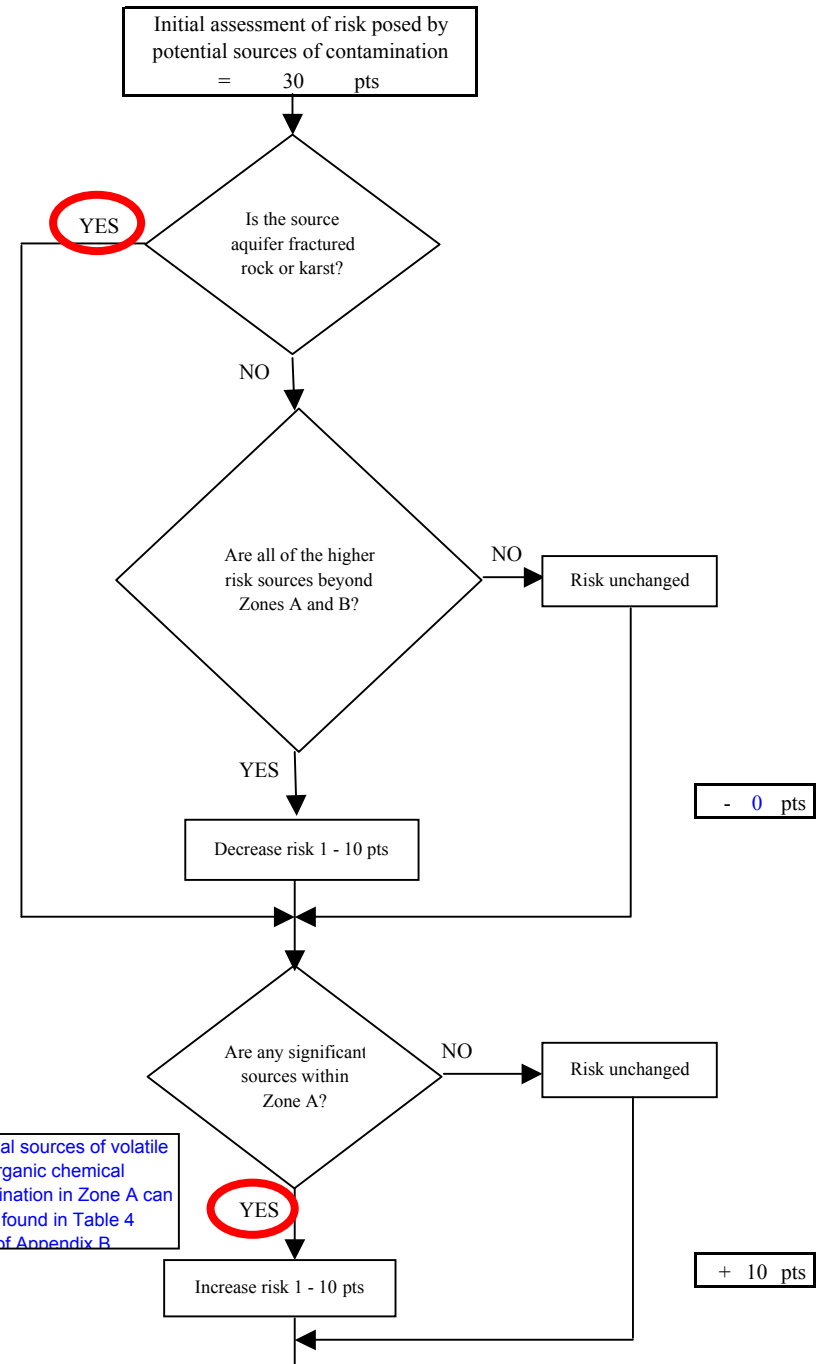 Initial assessment of risk posed by
potential sources of contamination
= 30 pts
YES
Is the source
aquifer fractured
rock or karst?
NO
Are all of the higher
risk sources beyond
Zones A and B?
NO
Risk unchanged
YES
- 0 pts
Decrease risk 1 - 10 pts
Are any significant
sources within
Zone A?
NO
Risk unchanged
al sources of volatile
rganic chemical
ination in Zone A can
found in Table 4
of Appendix B
YES
Increase risk 1 - 10 pts
+ 10 pts